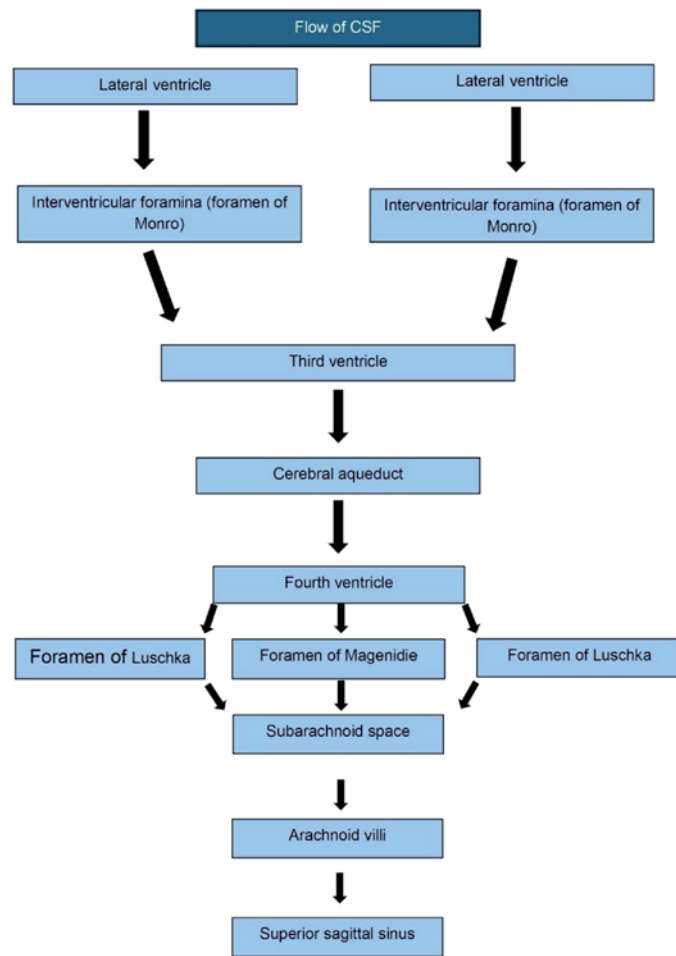 Flow of CSF
Lateral ventricle
Lateral ventricle
Interventricular foramina (foramen of
Monro)
Interventricular foramina (foramen of
Monro)
Third ventricle
Cerebral aqueduct
Fourth ventricle
Foramen of Luschka
Foramen of Magenidie
Foramen of Luschka
Subarachnoid space
Arachnoid villi
Superior sagittal sinus